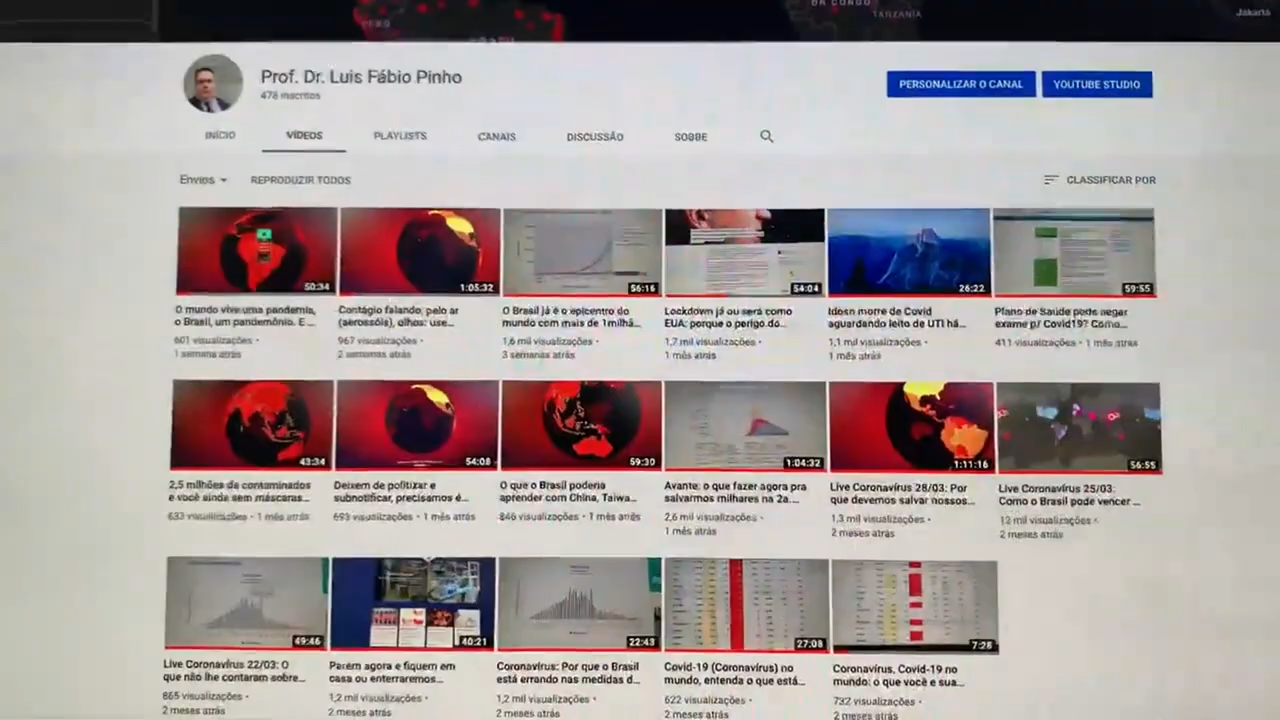 PERU
BRASIL
DR CONGO
TANZANIA
Jakarta
Prof. Dr. Luis Fábio Pinho
478 inscritos
PERSONALIZAR O CANAL
YOUTUBE STUDIO
INÍCIO
VÍDEOS
PLAYLISTS
CANAIS
DISCUSSÃO
SOBRE
Envios
REPRODUZIR TODOS
CLASSIFICAR POR
50:34
1:05:32
56:16
54:04
26:22
59:55
O mundo vive uma pandemia,
o Brasil, um pandemônio. E ...
601 visualizações •
1 semana atrás
Contágio falando, pelo ar
(aerossóis), olhos: use...
967 visualizações •
2 semanas atrás
O Brasil já é o epicentro do
mundo com mais de 1milhã...
1,6 mil visualizações •
3 semanas atrás
Lockdown já ou será como
EUA: porque o perigo do...
1,7 mil visualizações •
1 mês atrás
Idosn morre de Covid
aguardando leito de UTI há...
1,1 mil visualizações •
1 mês atrás
Plano de Saúde pode negar
exame p/ Covid19? Como...
411 visualizações • 1 mês atrás
43:34
54:08
59:30
1:04:32
1:11:16
56:55
2,5 milhões de contaminados
e você ainda sem máscaras...
633 visualizações • 1 mês atrás
Deixem de politizar e
subnotificar, precisamos é...
693 visualizações • 1 mês atrás
O que o Brasil poderia
aprender com China, Taiwa...
846 visualizações • 1 mês atrás
Avante: o que fazer agora pra
salvarmos milhares na 2a....
2,6 mil visualizações •
1 mês atrás
Live Coronavírus 28/03: Por
que devemos salvar nossos...
1,3 mil visualizações •
2 meses atrás
Live Coronavírus 25/03:
Como o Brasil pode vencer ...
12 mil visualizações •
2 meses atrás
49:46
40:21
22:43
27:08
7:28
Live Coronavírus 22/03: O
que não lhe contaram sobre...
865 visualizações •
2 meses atrás
Parem agora e fiquem em
casa ou enterraremos...
1,2 mil visualizações •
2 meses atrás
Coronavírus: Por que o Brasil
está errando nas medidas d...
1,2 mil visualizações •
2 meses atrás
Covid-19 (Coronavírus) no
mundo, entenda o que está...
622 visualizações •
2 meses atrás
Coronavírus, Covid-19 no
mundo: o que você e sua...
732 visualizações •
2 meses atrás